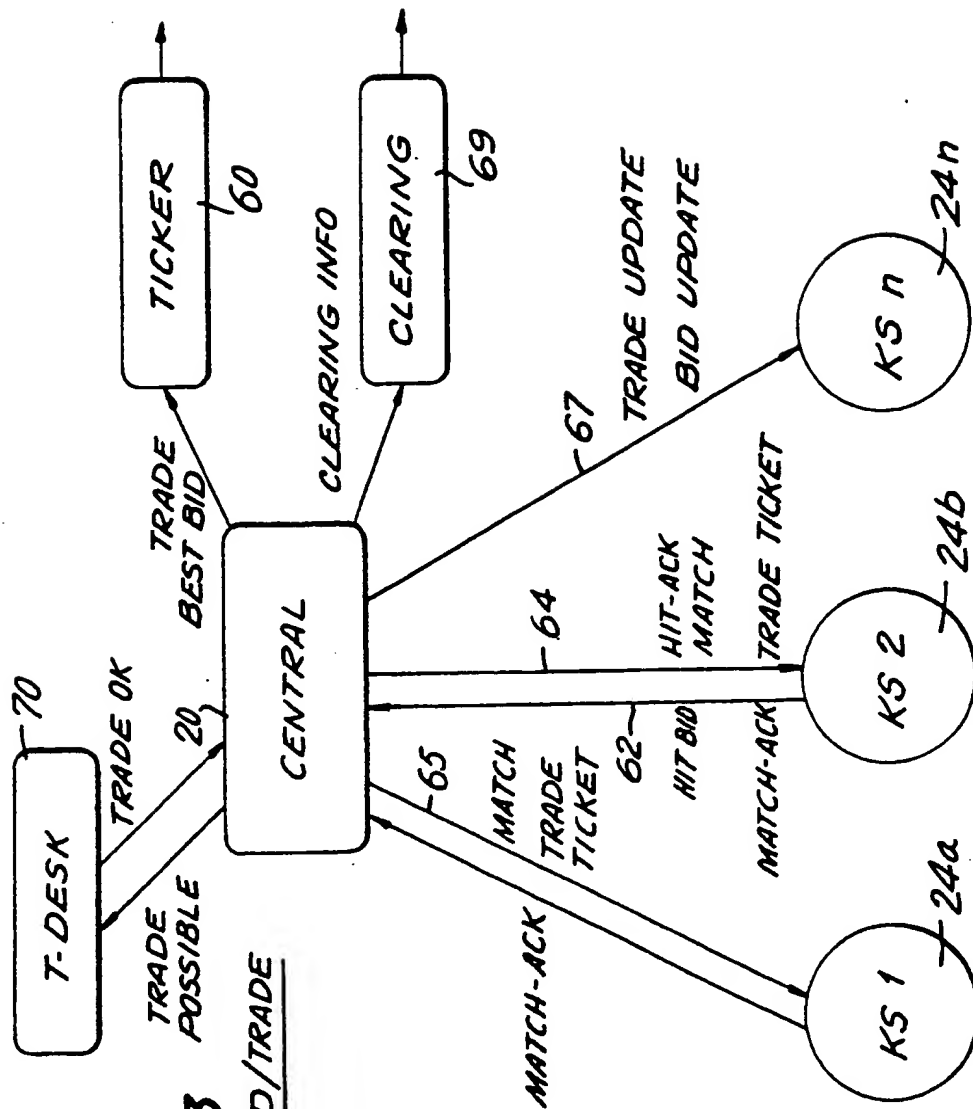 70
T-DESK
TRADE OK
TRADE
POSSIBLE
20
CENTRAL
TRADE
BEST BID
TICKER
60
CLEARING INFO
CLEARING
69
3
D/TRADE
65
MATCH
TRADE
TICKET
MATCH-ACK
64
62
HIT-ACK
MATCH
HIT BID
MATCH-ACK
TRADE TICKET
67
TRADE UPDATE
BID UPDATE
KS 1
24a
KS 2
24b
KS n
24n